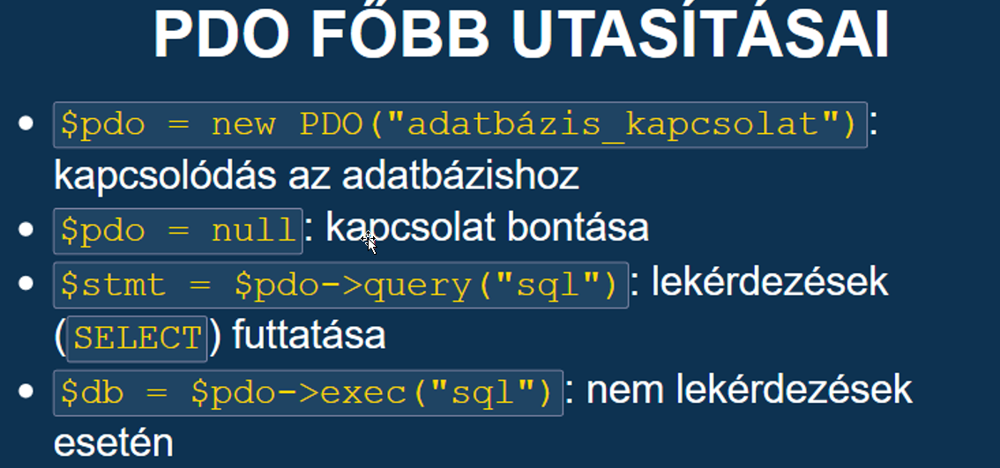 PDO FŐBB UTASÍTÁSAI
• $pdo = new PDO("adatbázis_kapcsolat"):
kapcsolódás az adatbázishoz
• $pdo = null: kapcsolat bontása
• $stmt = $pdo->query("sql"): lekérdezések
(SELECT) futtatása
• $db = $pdo->exec("sql"): nem lekérdezések
esetén